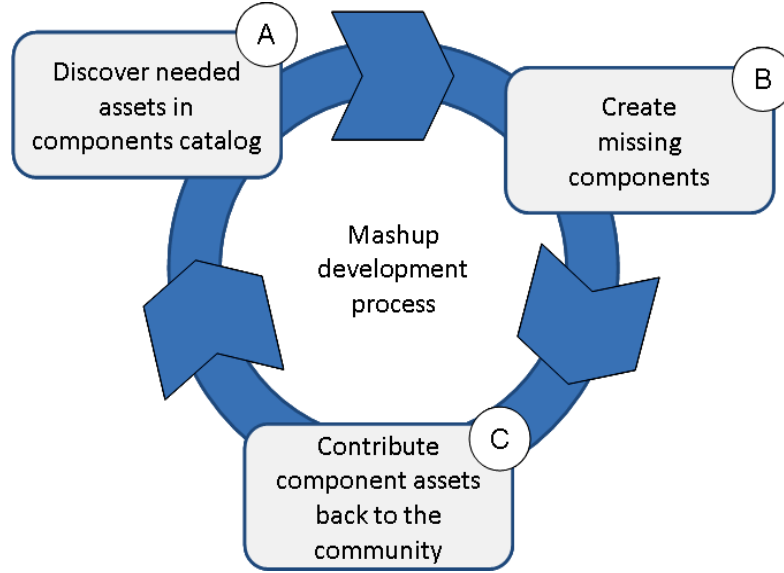 A
Discover needed
assets in
components catalog
B
Create
missing
components
Mashup
development
process
C
Contribute
component assets
back to the
community